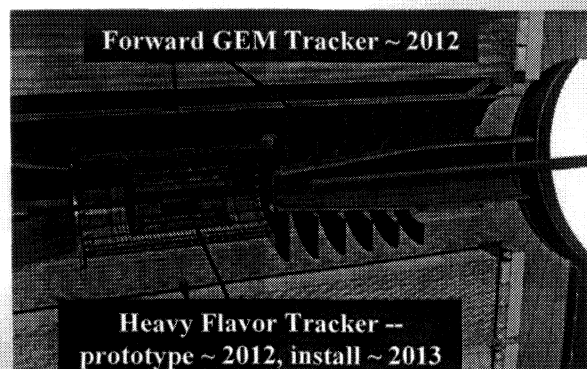 Forward GEM Tracker ~ 2012
Heavy Flavor Tracker --
prototype ~ 2012, install ~ 2013